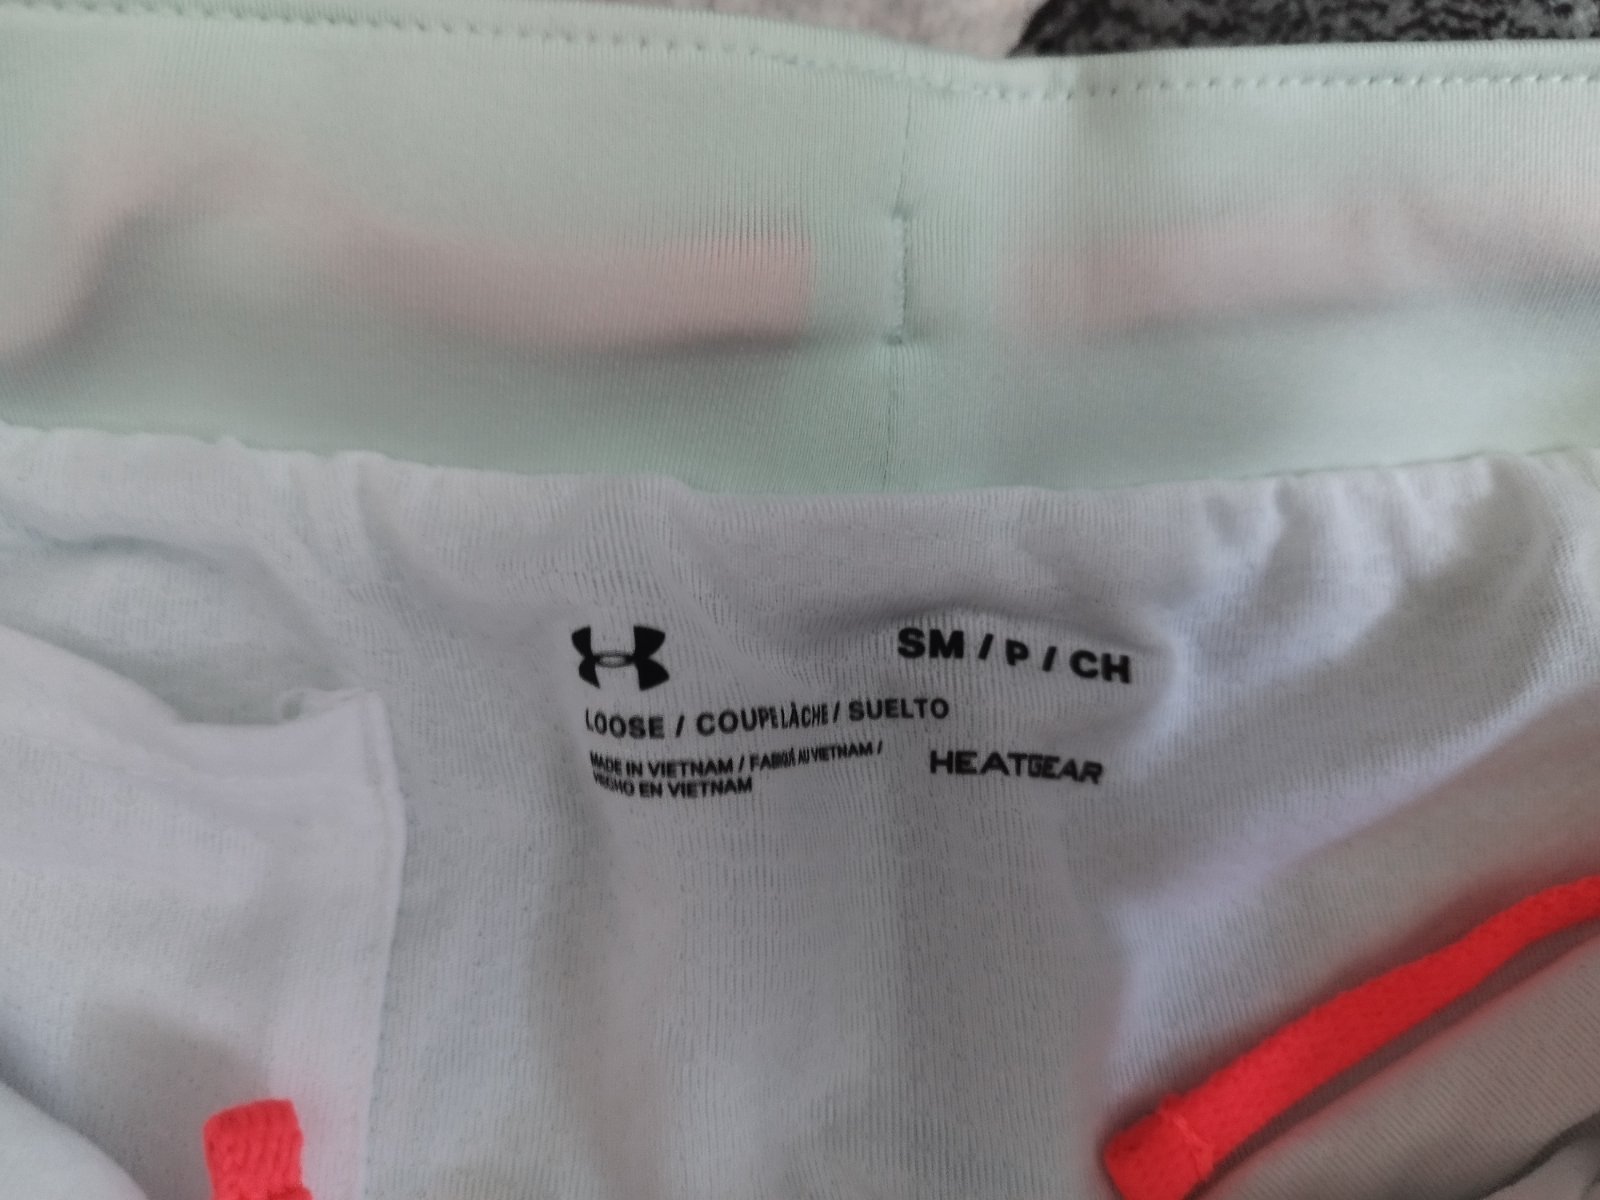 SM / P / CH
LOOSE / COUPE LÂCHE / SUELTO
MADE IN VIETNAM / FABRIQUÉ AU VIETNAM /
HECHO EN VIETNAM
HEATGEAR